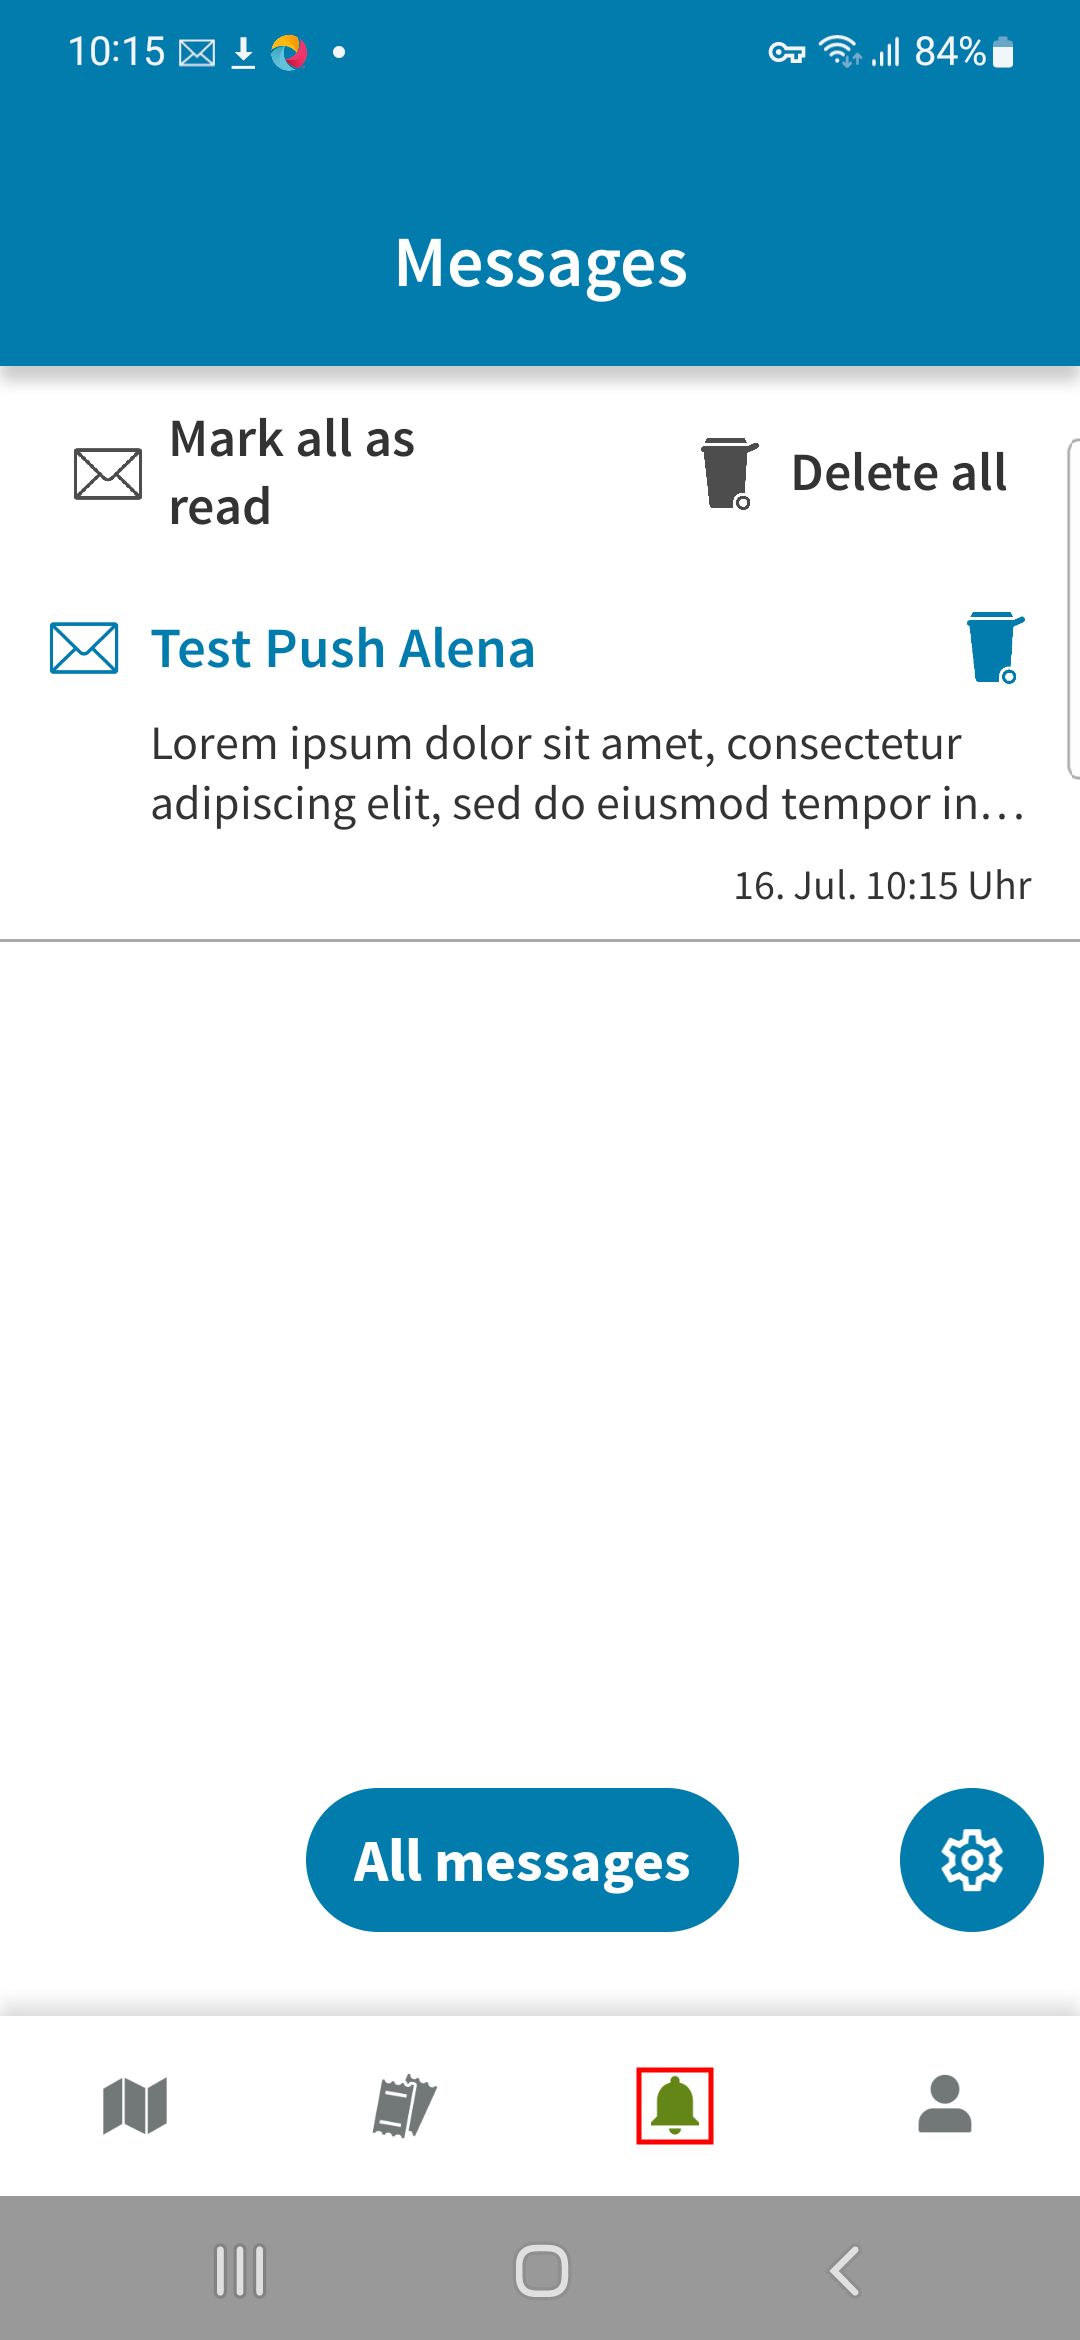 10:15
84%
Messages
Mark all as
read
Delete all
Test Push Alena
Lorem ipsum dolor sit amet, consectetur
adipiscing elit, sed do eiusmod tempor in…
16. Jul. 10:15 Uhr
All messages